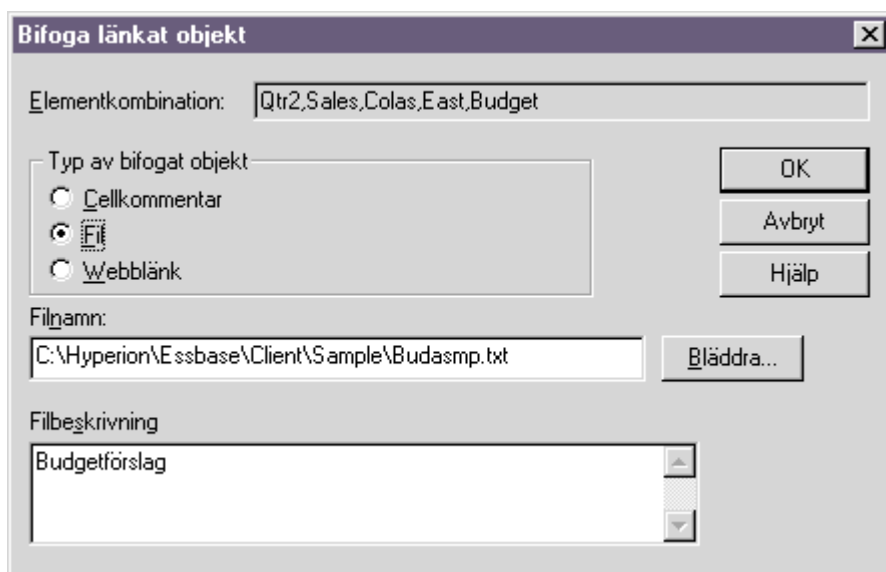 Bifoga länkat objekt
Elementkombination: Qtr2,Sales,Colas,East,Budget
Typ av bifogat objekt
Cellkommentar
Fil
Webblänk
OK
Avbryt
Hjälp
Filnamn:
C:\Hyperion\Essbase\Client\Sample\Budasmp.txt
Bläddra...
Filbeskrivning
Budgetförslag